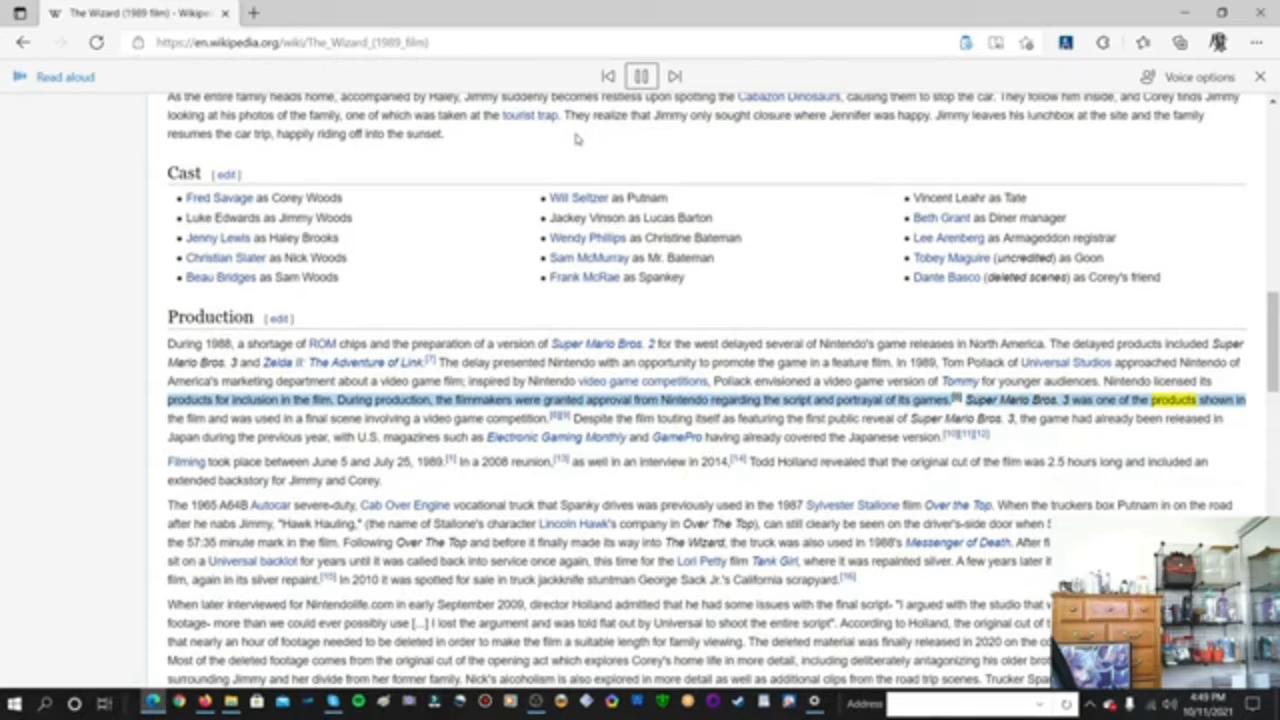 The Wizard (1989 film) - Wikipe
https://en.wikipedia.org/wiki/The_Wizard_(1989_film)
Read aloud
Voice options
As the entire family heads home, accompanied by Haley, Jimmy suddenly becomes restless upon spotting the Cabazon Dinosaurs, causing them to stop the car. They follow him inside, and Corey finds Jimmy
looking at his photos of the family, one of which was taken at the tourist trap. They realize that Jimmy only sought closure where Jennifer was happy. Jimmy leaves his lunchbox at the site and the family
resumes the car trip, happily riding off into the sunset.
Cast [ edit ]
• Fred Savage as Corey Woods
• Luke Edwards as Jimmy Woods
• Jenny Lewis as Haley Brooks
• Christian Slater as Nick Woods
• Beau Bridges as Sam Woods
• Will Seltzer as Putnam
• Jackey Vinson as Lucas Barton
• Wendy Phillips as Christine Bateman
• Sam McMurray as Mr. Bateman
• Frank McRae as Spankey
• Vincent Leahr as Tate
• Beth Grant as Diner manager
• Lee Arenberg as Armageddon registrar
• Tobey Maguire (uncredited) as Goon
• Dante Basco (deleted scenes) as Corey's friend
Production [ edit ]
During 1988, a shortage of ROM chips and the preparation of a version of Super Mario Bros. 2 for the west delayed several of Nintendo's game releases in North America. The delayed products included Super
Mario Bros. 3 and Zelda II: The Adventure of Link.[7] The delay presented Nintendo with an opportunity to promote the game in a feature film. In 1989, Tom Pollack of Universal Studios approached Nintendo of
America's marketing department about a video game film; inspired by Nintendo video game competitions, Pollack envisioned a video game version of Tommy for younger audiences. Nintendo licensed its
products for inclusion in the film. During production, the filmmakers were granted approval from Nintendo regarding the script and portrayal of its games.[8] Super Mario Bros. 3 was one of the products shown in
the film and was used in a final scene involving a video game competition.[8][9] Despite the film touting itself as featuring the first public reveal of Super Mario Bros. 3, the game had already been released in
Japan during the previous year, with U.S. magazines such as Electronic Gaming Monthly and GamePro having already covered the Japanese version.[10][11][12]
Filming took place between June 5 and July 25, 1989.[1] In a 2008 reunion,[13] as well in an interview in 2014,[14] Todd Holland revealed that the original cut of the film was 2.5 hours long and included an
extended backstory for Jimmy and Corey.
The 1965 A64B Autocar severe-duty, Cab Over Engine vocational truck that Spanky drives was previously used in the 1987 Sylvester Stallone film Over the Top. When the truckers box Putnam in on the road
after he nabs Jimmy, "Hawk Hauling," (the name of Stallone's character Lincoln Hawk's company in Over The Top), can still clearly be seen on the driver's-side door when S
the 57:35 minute mark in the film. Following Over The Top and before it finally made its way into The Wizard, the truck was also used in 1988's Messenger of Death. After fi
sit on a Universal backlot for years until it was called back into service once again, this time for the Lori Petty film Tank Girl, where it was repainted silver. A few years later it
film, again in its silver repaint.[15] In 2010 it was spotted for sale in truck jackknife stuntman George Sack Jr.'s California scrapyard.[16]
When later interviewed for Nintendolife.com in early September 2009, director Holland admitted that he had some issues with the final script- "I argued with the studio that w
footage- more than we could ever possibly use [...] I lost the argument and was told flat out by Universal to shoot the entire script". According to Holland, the original cut of t
that nearly an hour of footage needed to be deleted in order to make the film a suitable length for family viewing. The deleted material was finally released in 2020 on the co
Most of the deleted footage comes from the original cut of the opening act which explores Corey's home life in more detail, including deliberately antagonizing his older brot
surrounding Jimmy and her divide from her former family. Nick's alcoholism is also explored in more detail as well as additional clips from the road trip scenes. Trucker Spa
Address
4:49 PM
10/11/2021